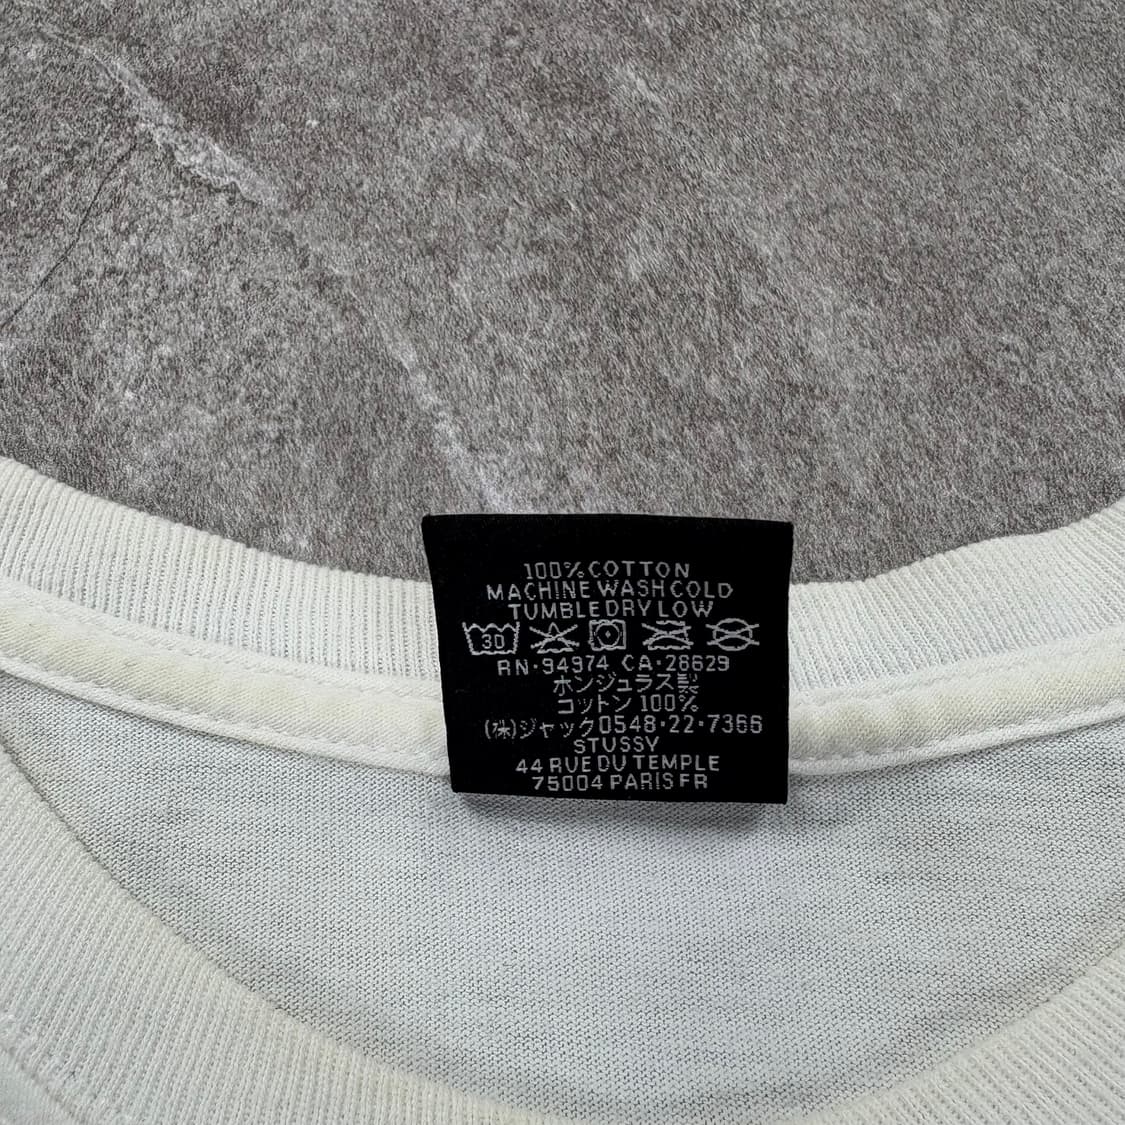 100% COTTON
MACHINE WASH COLD
TUMBLE DRY LOW
30
RN·94974 CA·28629
ホンジュラス製
コットン 100%
(株)ジャック0548·22·7366
STUSSY
44 RUE DU TEMPLE
75004 PARIS FR